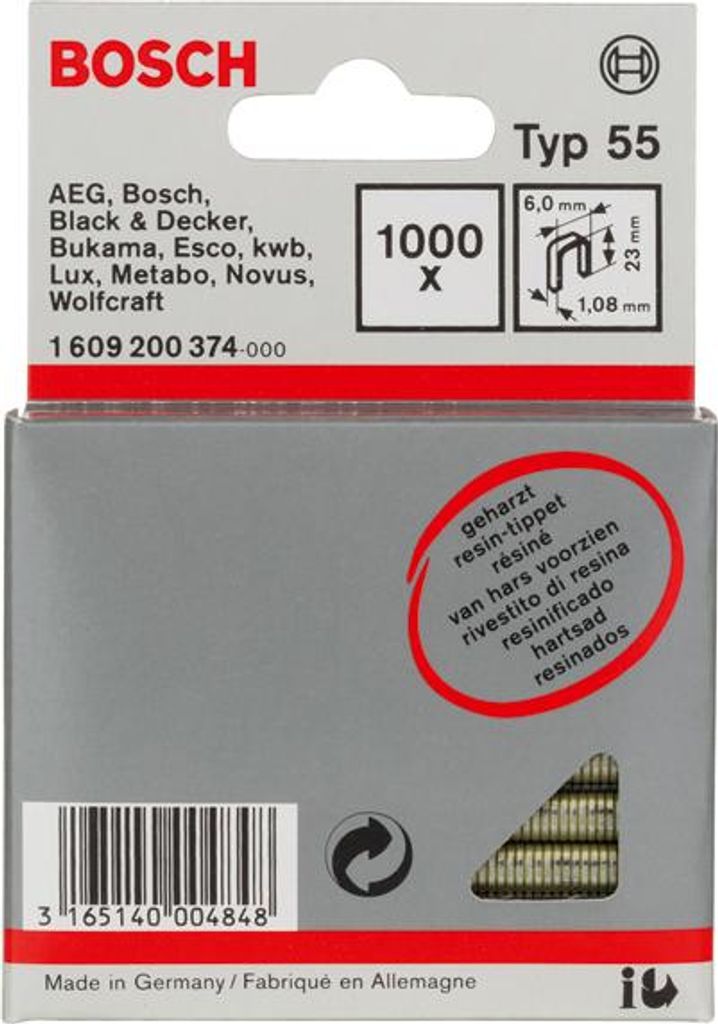 BOSCH
Typ 55
AEG, Bosch,
Black & Decker,
Bukama, Esco, kwb,
Lux, Metabo, Novus,
Wolfcraft
1 609 200 374-000
1000
x
6,0 mm
23 mm
1,08 mm
geharzt
resin-tippet
résiné
van hars voorzien
rivestito di resina
resinificado
hartsad
resinados
3 165140 004848
Made in Germany / Fabriqué en Allemagne